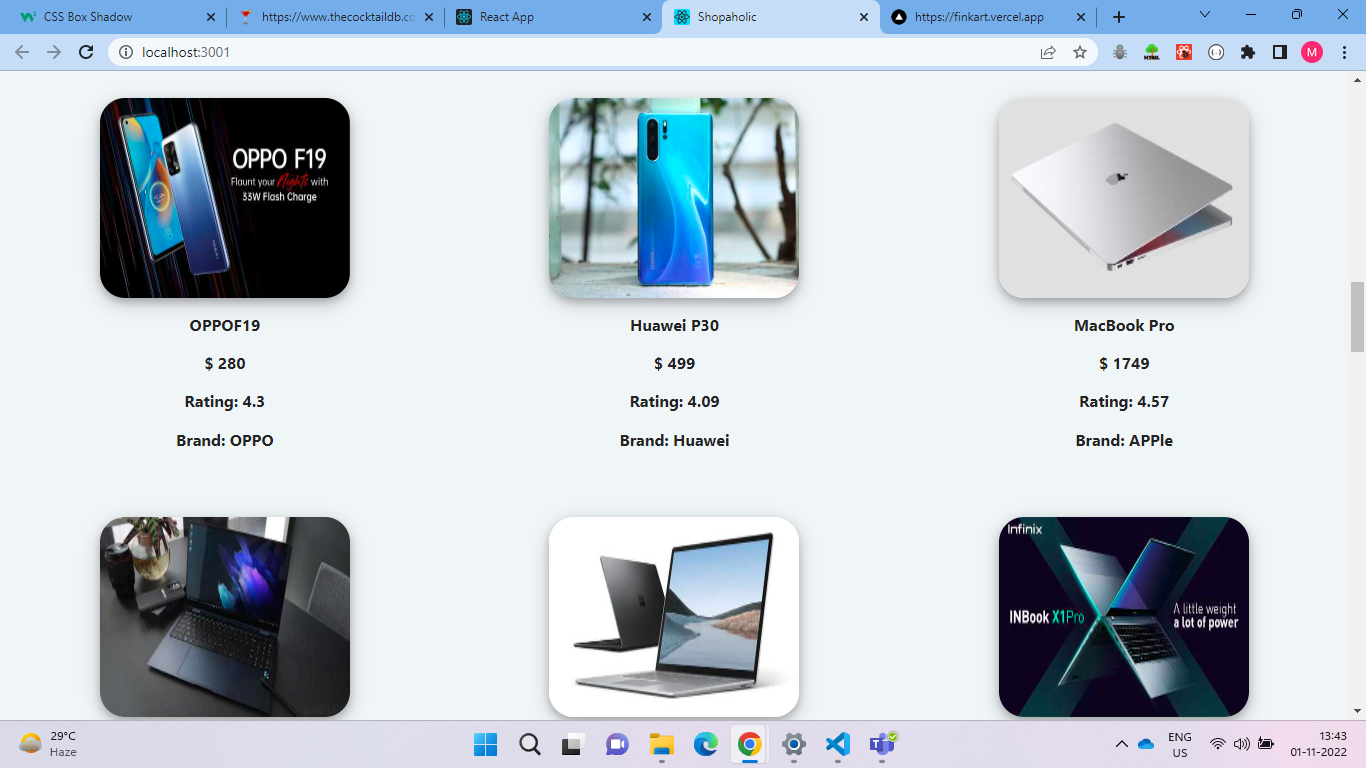 CSS Box Shadow
https://www.thecocktaildb.co
React App
Shopaholic
https://finkart.vercel.app
localhost:3001
HTML
M
OPPO F19
Flaunt your Nights with
33W Flash Charge
OPPOF19
$ 280
Rating: 4.3
Brand: OPPO
Huawei P30
$ 499
Rating: 4.09
Brand: Huawei
MacBook Pro
$ 1749
Rating: 4.57
Brand: APPle
Infinix
INBook X1Pro
A little weight
a lot of power
29°C
Haze
ENG
US
13:43
01-11-2022